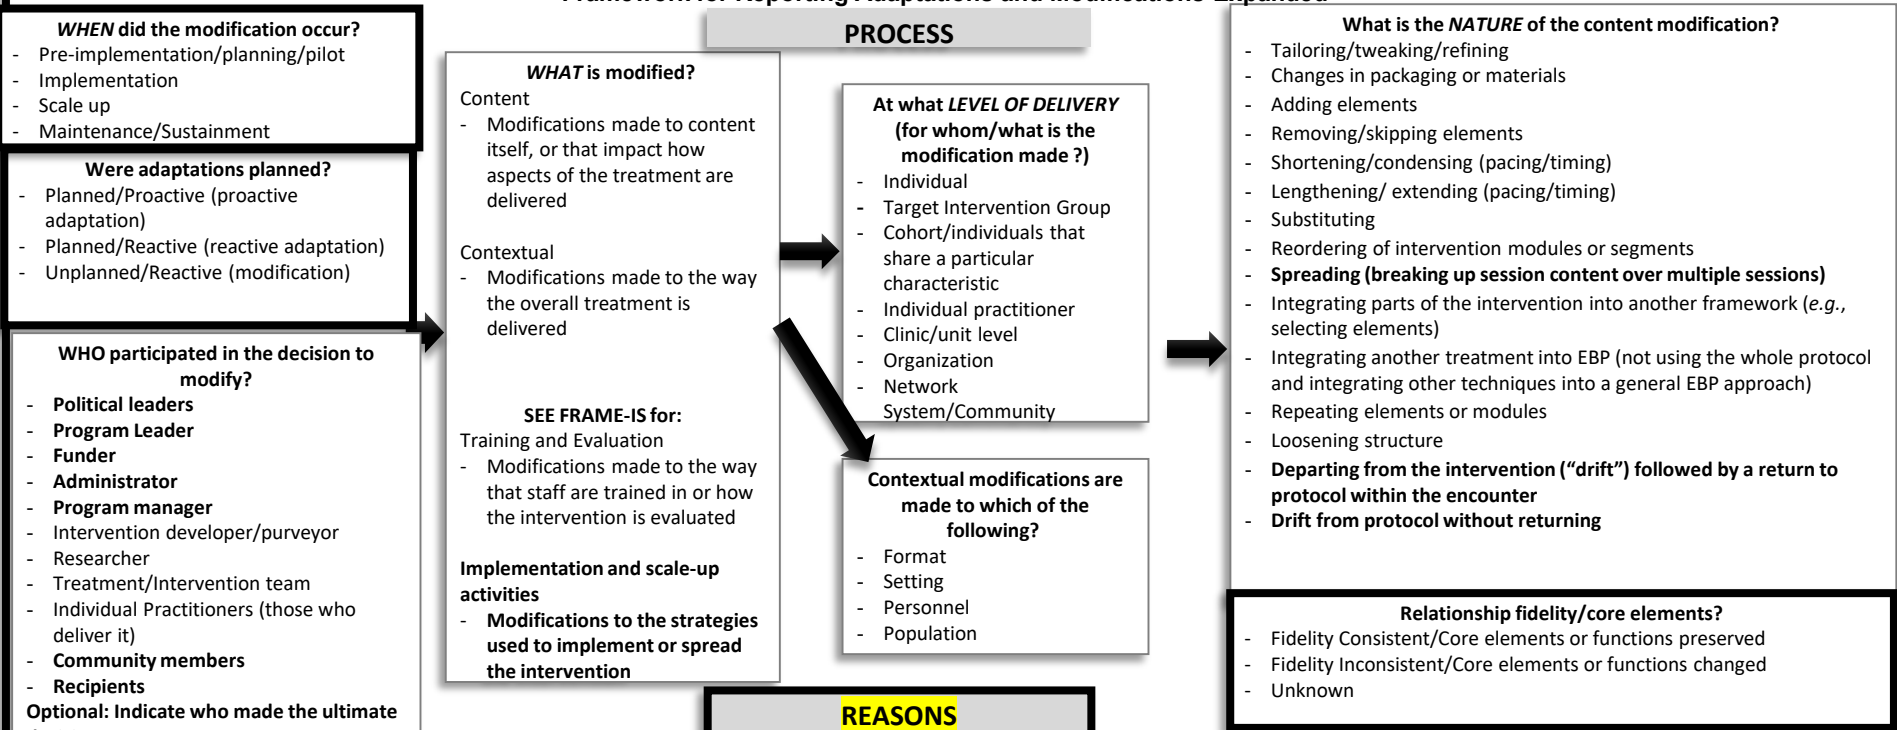 Framework for Reporting Adaptations and Modifications-Expanded
PROCESS
WHEN did the modification occur?
- Pre-implementation/planning/pilot
- Implementation
- Scale up
- Maintenance/Sustainment
Were adaptations planned?
- Planned/Proactive (proactive
adaptation)
- Planned/Reactive (reactive adaptation)
- Unplanned/Reactive (modification)
WHO participated in the decision to
modify?
- Political leaders
- Program Leader
- Funder
- Administrator
- Program manager
- Intervention developer/purveyor
- Researcher
- Treatment/Intervention team
- Individual Practitioners (those who
deliver it)
- Community members
- Recipients
Optional: Indicate who made the ultimate
WHAT is modified?
Content
- Modifications made to content
itself, or that impact how
aspects of the treatment are
delivered
Contextual
- Modifications made to the way
the overall treatment is
delivered
SEE FRAME-IS for:
Training and Evaluation
- Modifications made to the way
that staff are trained in or how
the intervention is evaluated
Implementation and scale-up
activities
- Modifications to the strategies
used to implement or spread
the intervention
At what LEVEL OF DELIVERY
(for whom/what is the
modification made ?)
- Individual
- Target Intervention Group
- Cohort/individuals that
share a particular
characteristic
- Individual practitioner
- Clinic/unit level
- Organization
- Network
System/Community
Contextual modifications are
made to which of the
following?
- Format
- Setting
- Personnel
- Population
What is the NATURE of the content modification?
- Tailoring/tweaking/refining
- Changes in packaging or materials
- Adding elements
- Removing/skipping elements
- Shortening/condensing (pacing/timing)
- Lengthening/ extending (pacing/timing)
- Substituting
- Reordering of intervention modules or segments
- Spreading (breaking up session content over multiple sessions)
- Integrating parts of the intervention into another framework (e.g.,
selecting elements)
- Integrating another treatment into EBP (not using the whole protocol
and integrating other techniques into a general EBP approach)
- Repeating elements or modules
- Loosening structure
- Departing from the intervention (“drift”) followed by a return to
protocol within the encounter
- Drift from protocol without returning
Relationship fidelity/core elements?
- Fidelity Consistent/Core elements or functions preserved
- Fidelity Inconsistent/Core elements or functions changed
- Unknown
REASONS